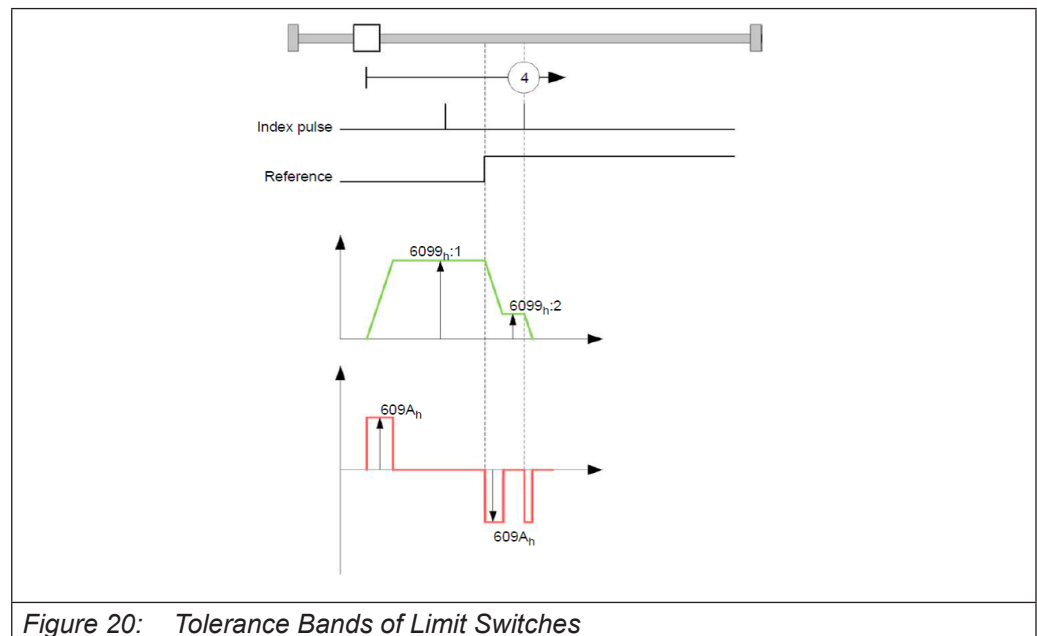 4
Index pulse
Reference
6099h:1
6099h:2
609Ah
609Ah
Figure 20: Tolerance Bands of Limit Switches